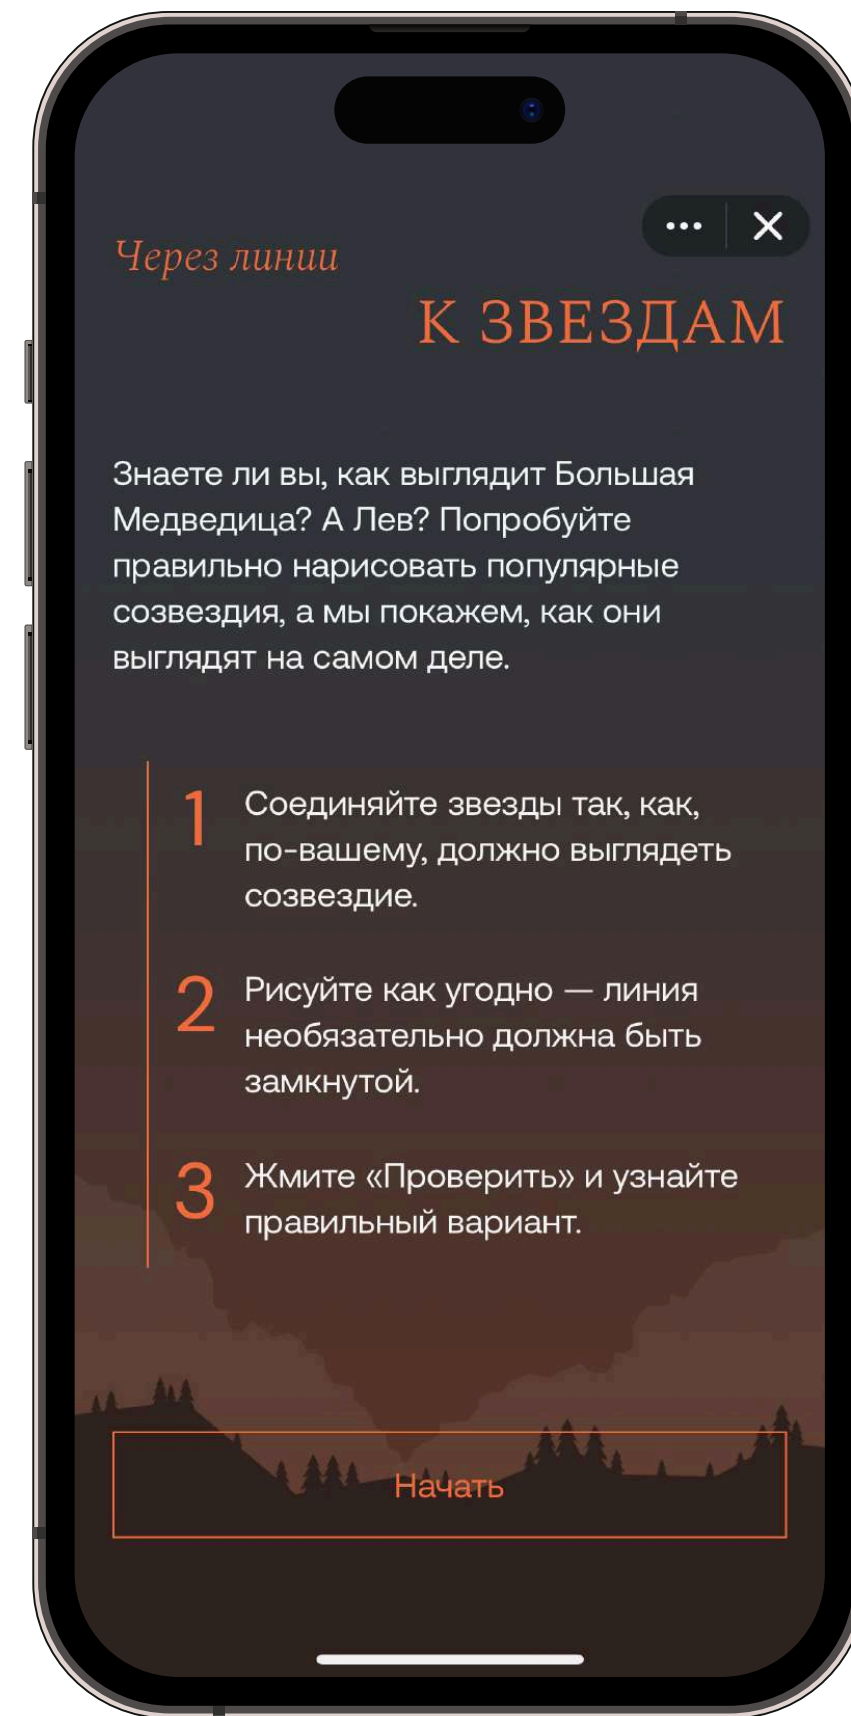 Через линии
К ЗВЕЗДАМ
Знаете ли вы, как выглядит Большая
Медведица? А Лев? Попробуйте
правильно нарисовать популярные
созвездия, а мы покажем, как они
выглядят на самом деле.
1 Соединяйте звезды так, как,
по-вашему, должно выглядеть
созвездие.
2 Рисуйте как угодно — линия
необязательно должна быть
замкнутой.
3 Жмите «Проверить» и узнайте
правильный вариант.
Начать